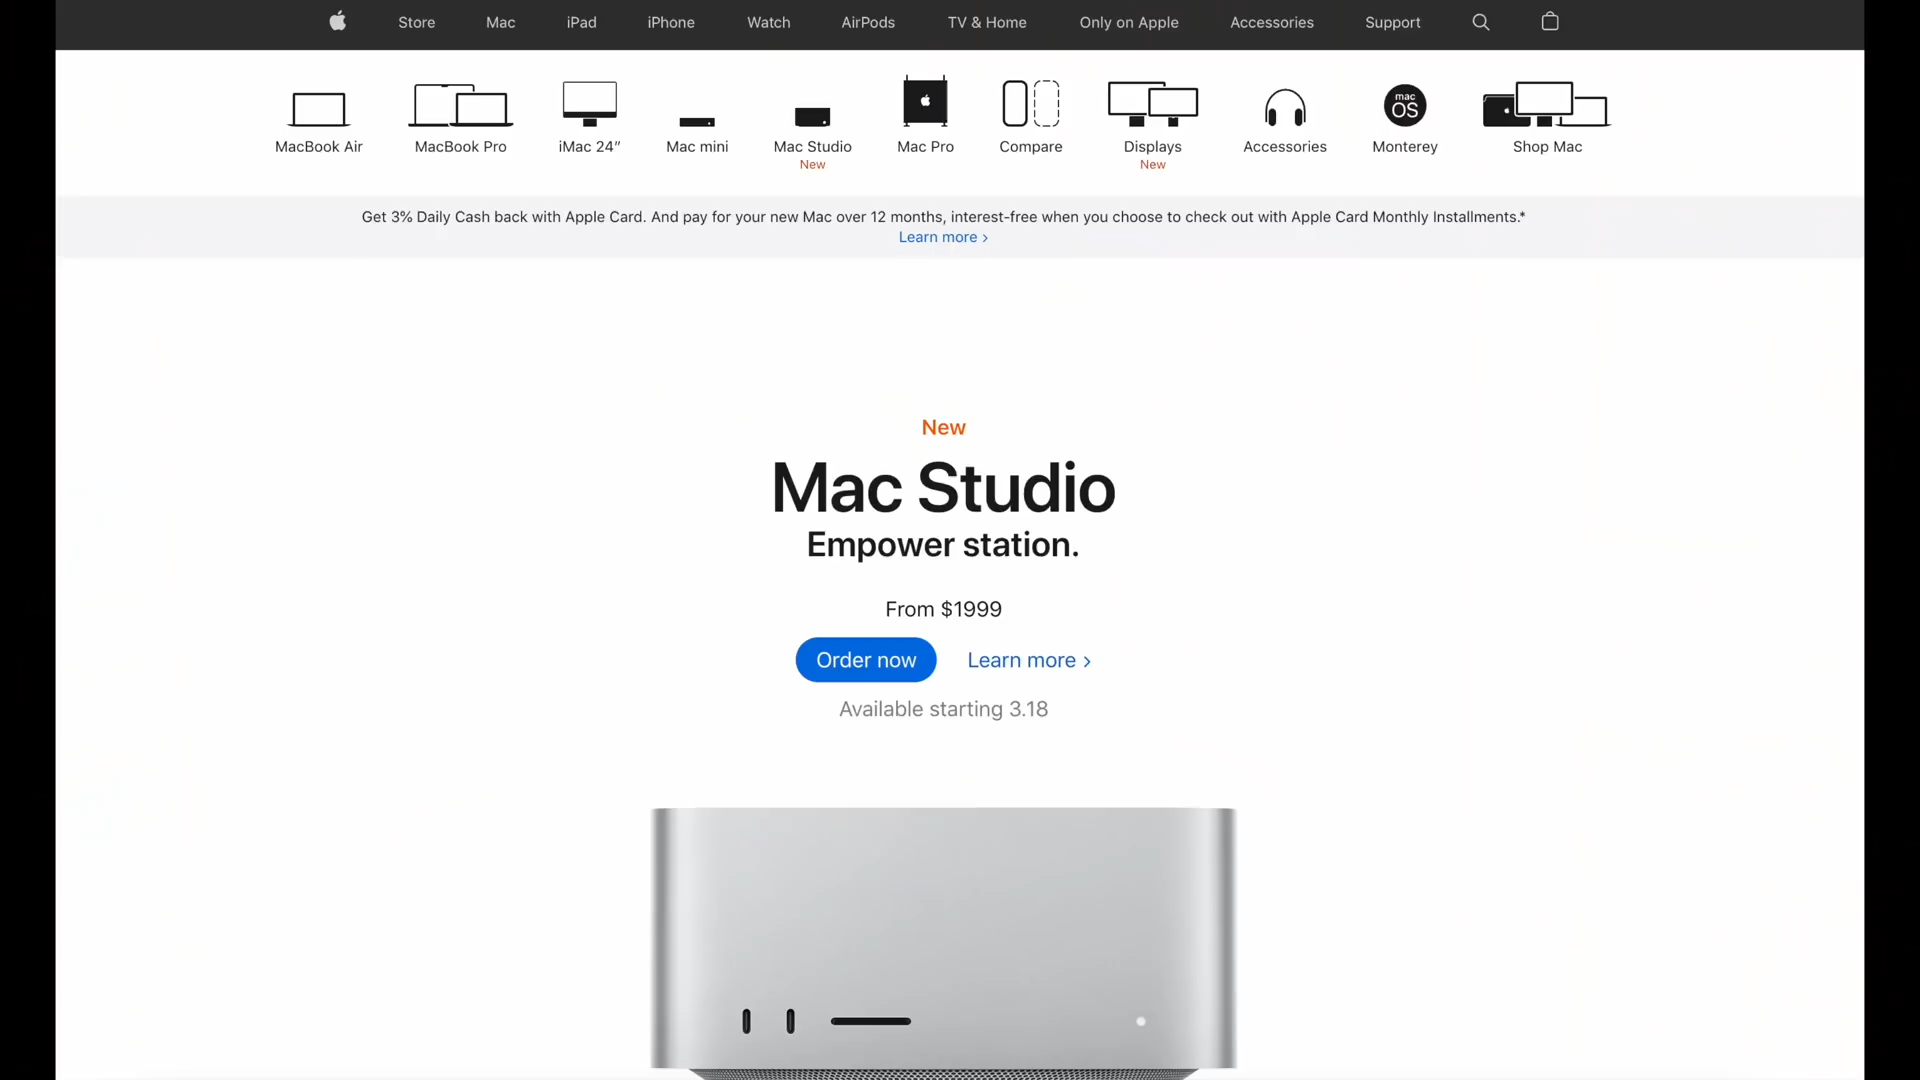 Store Mac iPad iPhone Watch AirPods TV & Home Only on Apple Accessories Support
MacBook Air MacBook Pro iMac 24″ Mac mini Mac Studio Mac Pro Compare Displays Accessories macOS Monterey Shop Mac
New New
Get 3% Daily Cash back with Apple Card. And pay for your new Mac over 12 months, interest-free when you choose to check out with Apple Card Monthly Installments.*
Learn more >
New
Mac Studio
Empower station.
From $1999
Order now Learn more >
Available starting 3.18